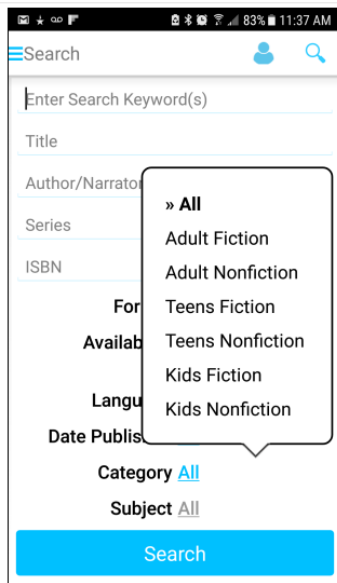 83% 11:37 AM
Search
Enter Search Keyword(s)
Title
Author/Narrator
Series
ISBN
» All
Adult Fiction
Adult Nonfiction
Teens Fiction
Teens Nonfiction
Kids Fiction
Kids Nonfiction
For
Availab
Langu
Date Publis
Category All
Subject All
Search